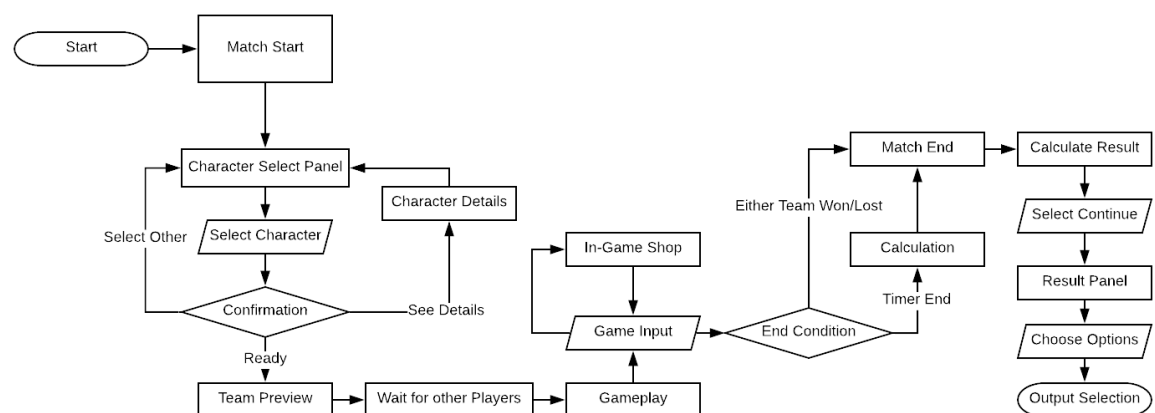 Start
Match Start
Character Select Panel
Character Details
Select Character
Select Other
Confirmation
See Details
Ready
Team Preview
Wait for other Players
Gameplay
In-Game Shop
Game Input
End Condition
Either Team Won/Lost
Timer End
Calculation
Match End
Calculate Result
Select Continue
Result Panel
Choose Options
Output Selection